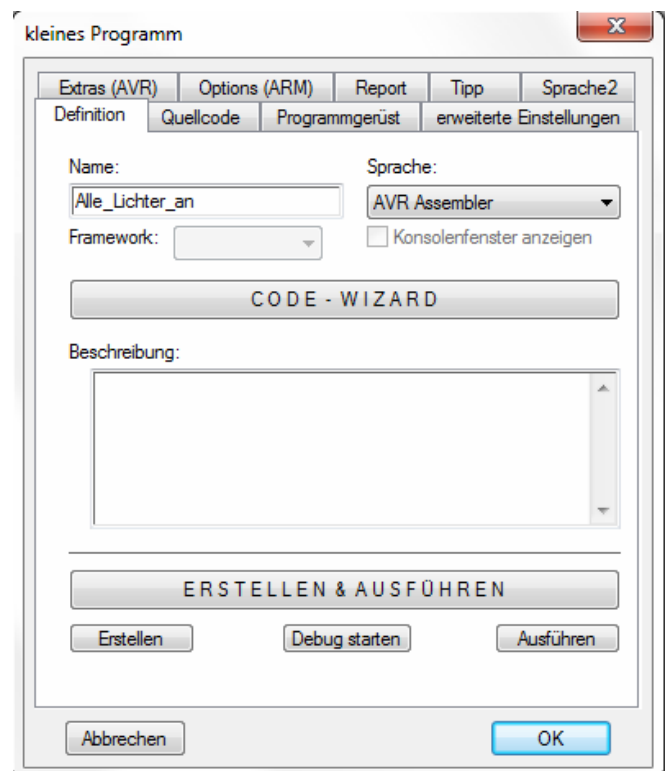 kleines Programm
Extras (AVR) Options (ARM) Report Tipp Sprache2
Definition Quellcode Programmgerüst erweiterte Einstellungen
Name: Sprache:
Alle_Lichter_an AVR Assembler
Framework: Konsolenfenster anzeigen
CODE - WIZARD
Beschreibung:
ERSTELLEN & AUSFÜHREN
Erstellen Debug starten Ausführen
Abbrechen OK